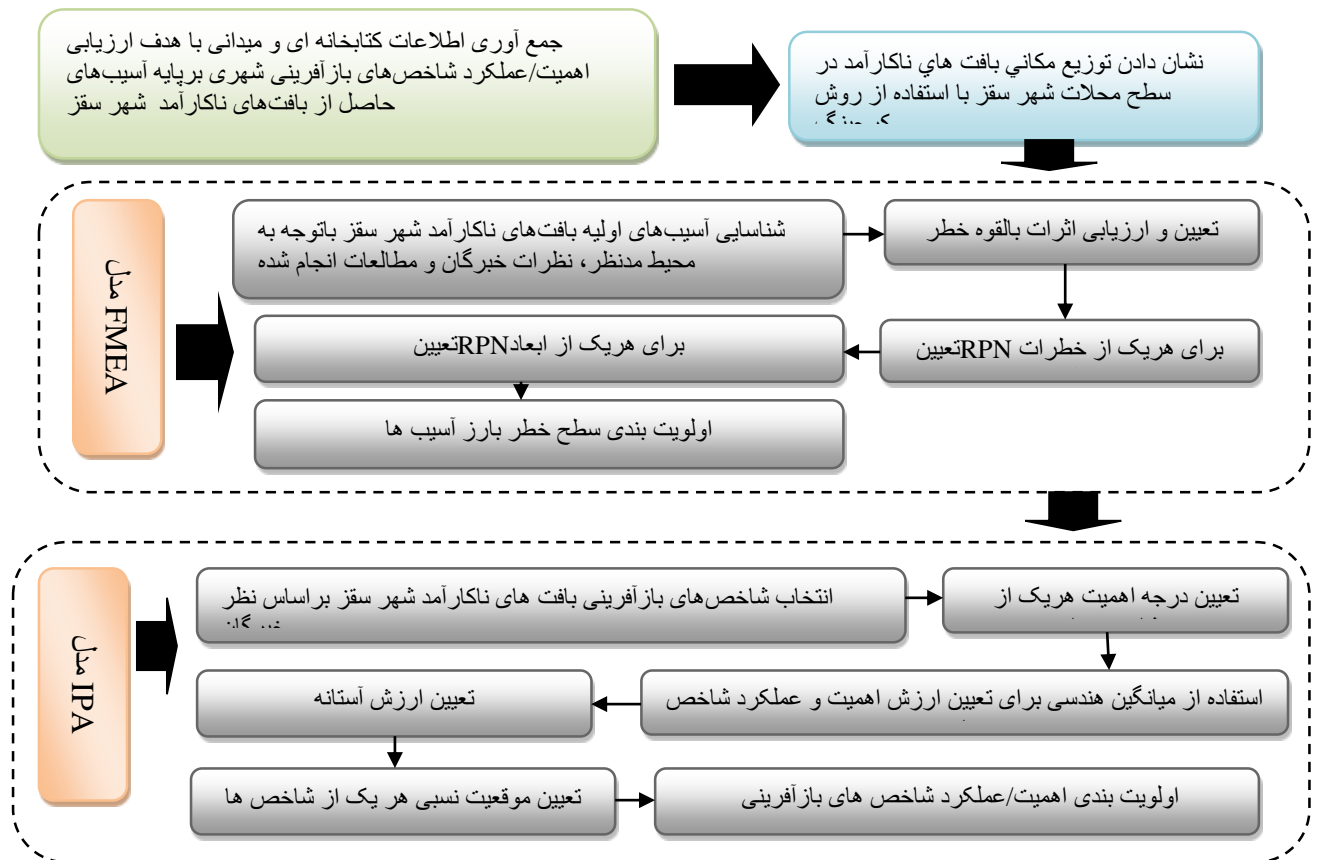 جمع آوری اطلاعات کتابخانه ای و میدانی با هدف ارزیابی
اهمیت/عملکرد شاخص‌های بازآفرینی شهری برپایه آسیب‌های
حاصل از بافت‌های ناکارآمد شهر سقز
نشان دادن توزيع مكاني بافت هاي ناكارآمد در
سطح محلات شهر سقز با استفاده از روش
مدل FMEA
شناسایی آسیب‌های اولیه بافت‌های ناکارآمد شهر سقز باتوجه به
محیط مدنظر، نظرات خبرگان و مطالعات انجام شده
تعیین و ارزیابی اثرات بالقوه خطر
تعیینRPN برای هریک از خطرات
تعیینRPN برای هریک از ابعاد
اولویت بندی سطح خطر بارز آسیب ها
مدل IPA
انتخاب شاخص‌های بازآفرینی بافت های ناکارآمد شهر سقز براساس نظر
تعیین درجه اهمیت هریک از
استفاده از میانگین هندسی برای تعیین ارزش اهمیت و عملکرد شاخص
تعیین ارزش آستانه
تعیین موقعیت نسبی هر یک از شاخص ها
اولویت بندی اهمیت/عملکرد شاخص های بازآفرینی